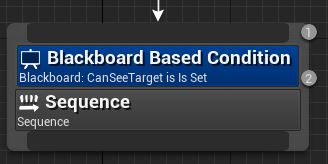 1
Blackboard Based Condition
Blackboard: CanSeeTarget is Is Set
2
Sequence
Sequence